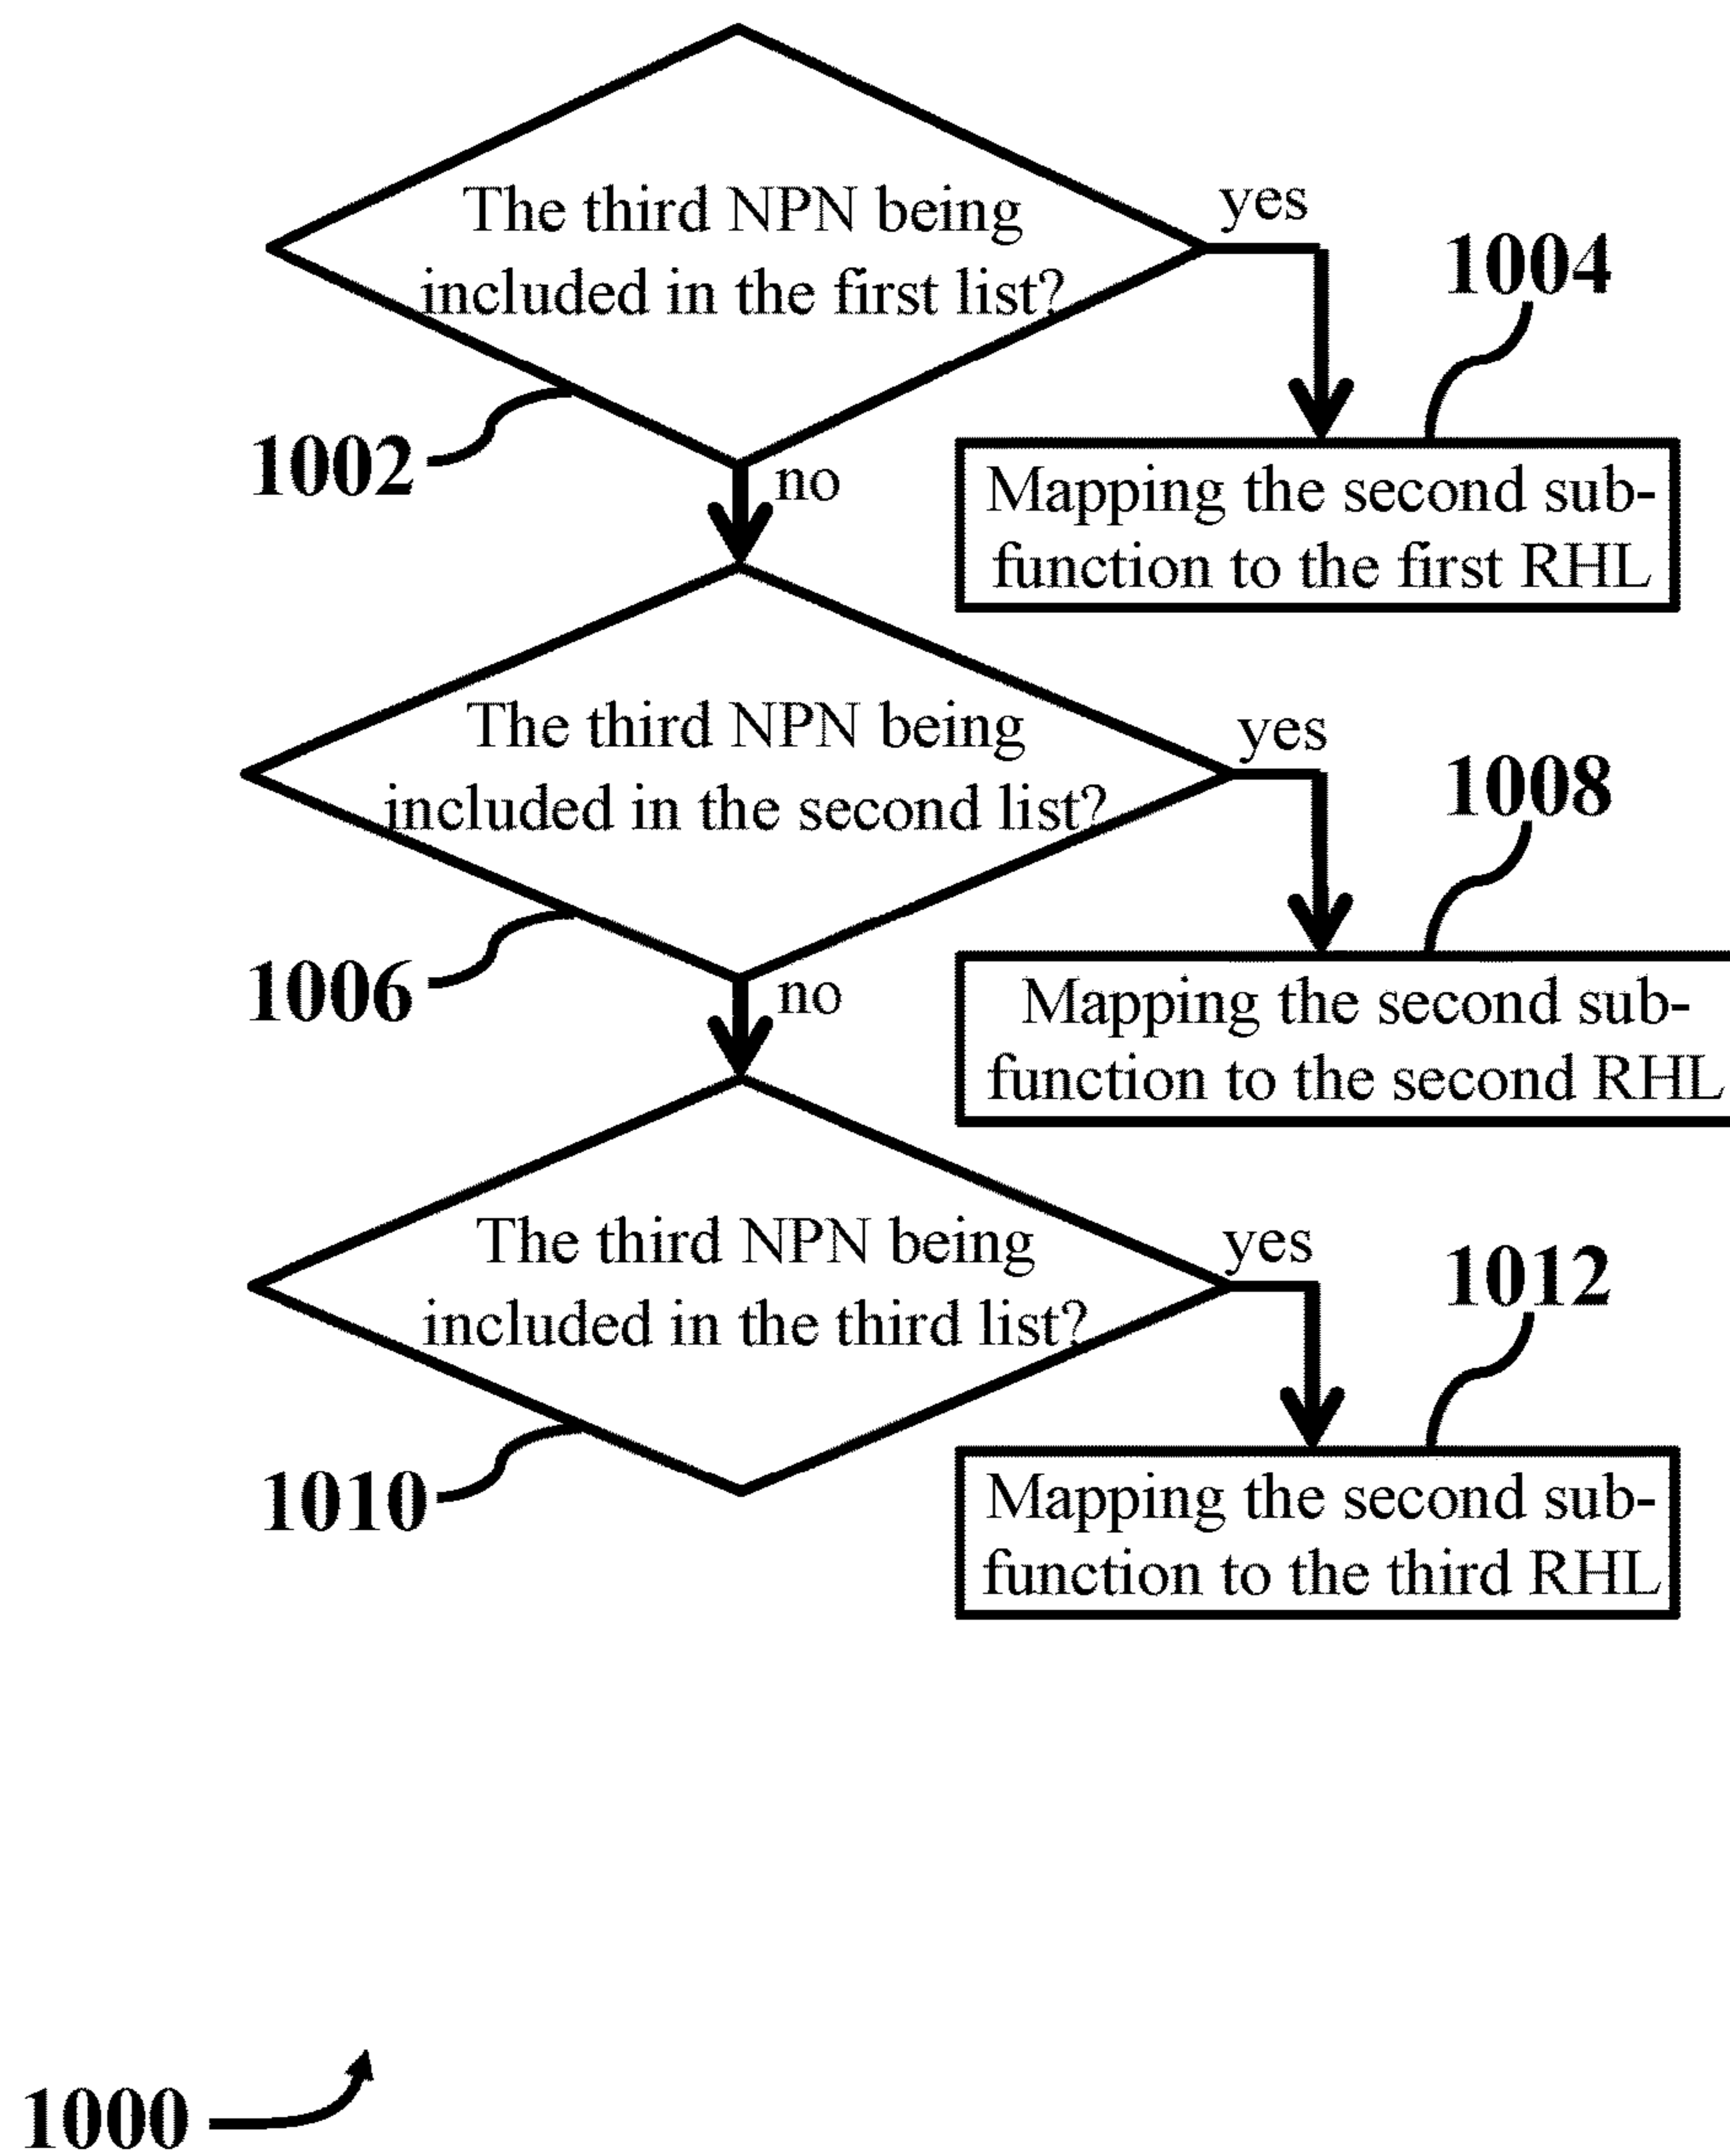 The third NPN being
included in the first list?
yes
1004
1002
no
Mapping the second sub-
function to the first RHL
The third NPN being
included in the second list?
yes
1008
1006
no
Mapping the second sub-
function to the second RHL
The third NPN being
included in the third list?
yes
1012
1010
Mapping the second sub-
function to the third RHL
1000